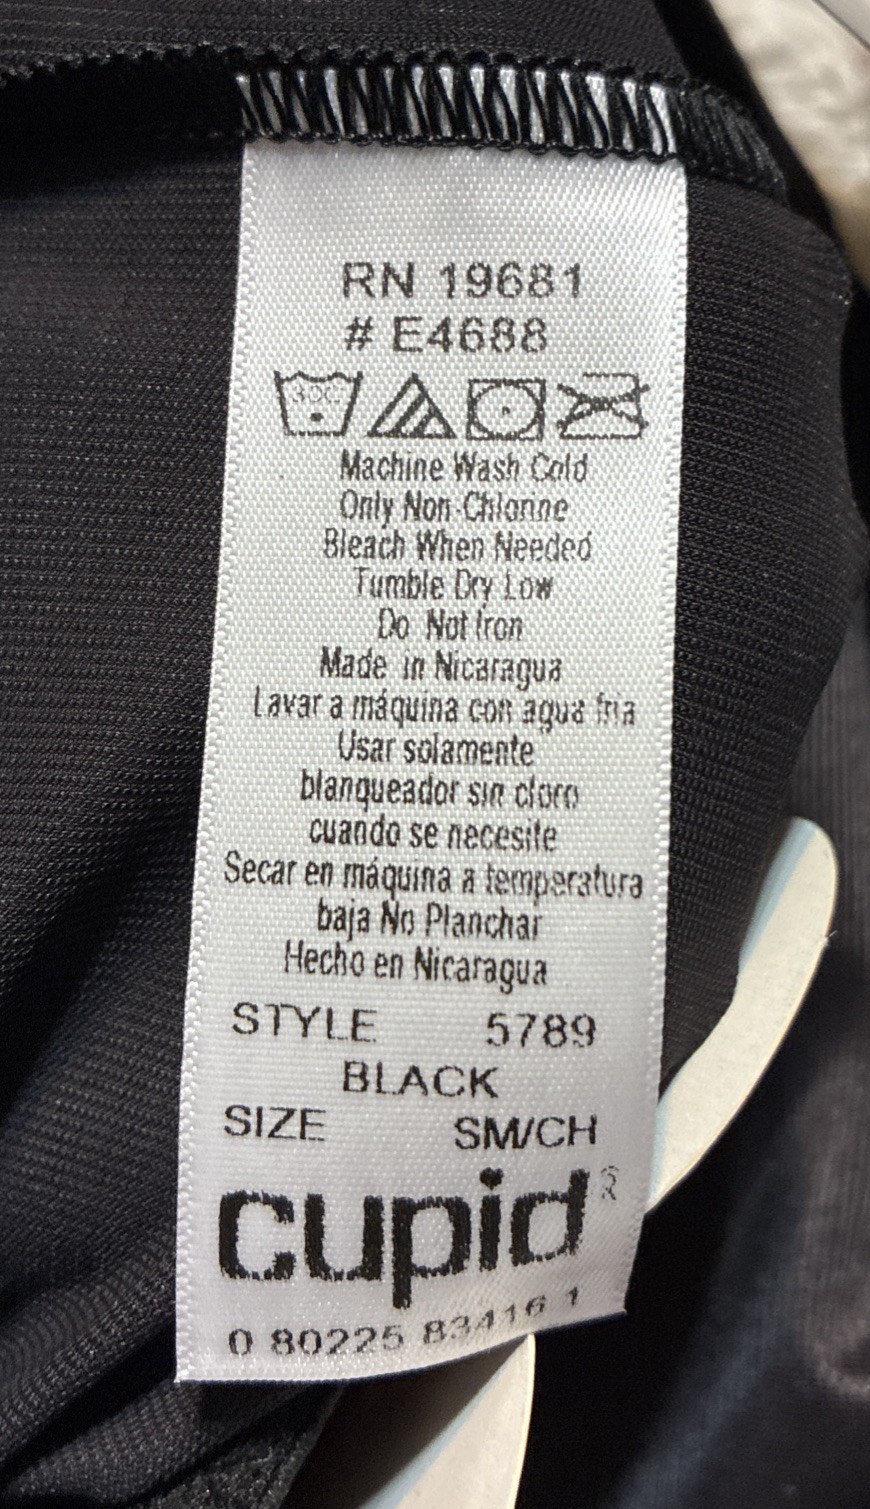 RN 19681
# E4688
30C
Machine Wash Cold
Only Non-Chlorine
Bleach When Needed
Tumble Dry Low
Do Not Iron
Made in Nicaragua
Lavar a máquina con agua fria
Usar solamente
blanqueador sin cloro
cuando se necesite
Secar en máquina a temperatura
baja No Planchar
Hecho en Nicaragua
STYLE 5789
BLACK
SIZE SM/CH
cupid®
0 80225 83416 1